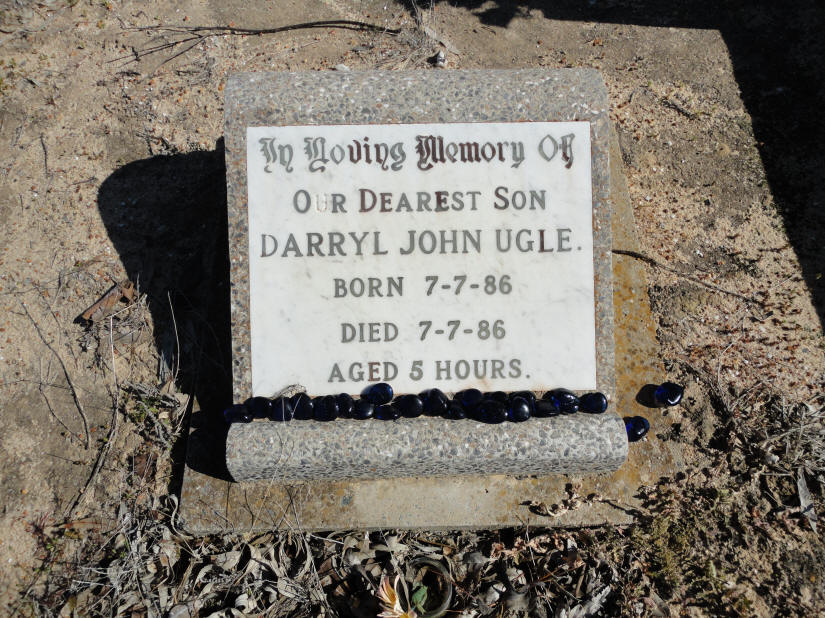 In Loving Memory Of
Our Dearest Son
DARRYL JOHN UGLE.
BORN 7-7-86
DIED 7-7-86
AGED 5 HOURS.